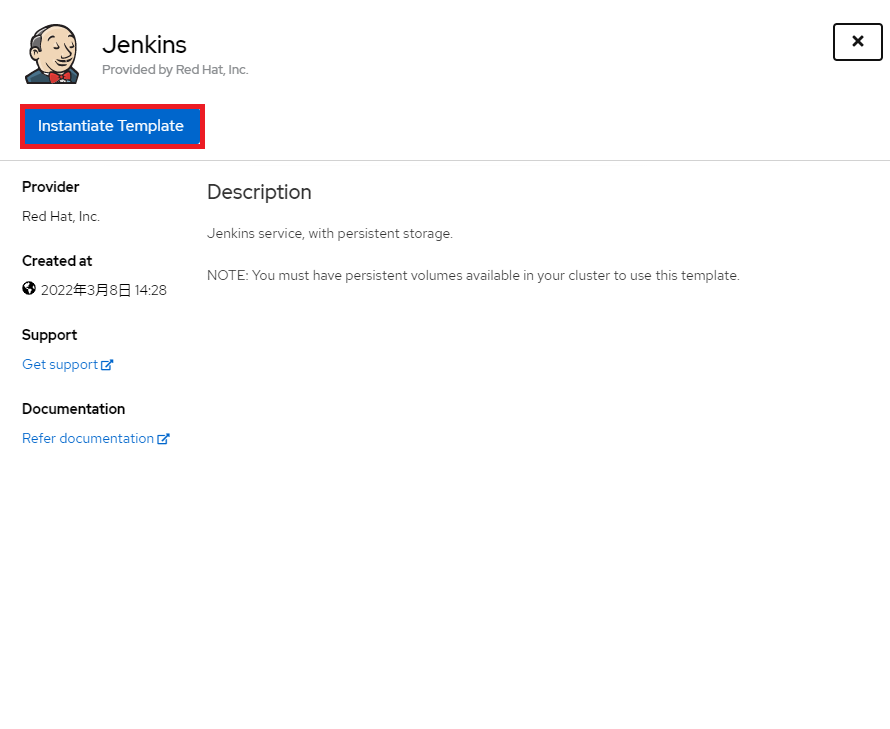 Jenkins
Provided by Red Hat, Inc.
Instantiate Template
Provider
Red Hat, Inc.
Created at
2022年3月8日 14:28
Support
Get support
Documentation
Refer documentation
Description
Jenkins service, with persistent storage.
NOTE: You must have persistent volumes available in your cluster to use this template.